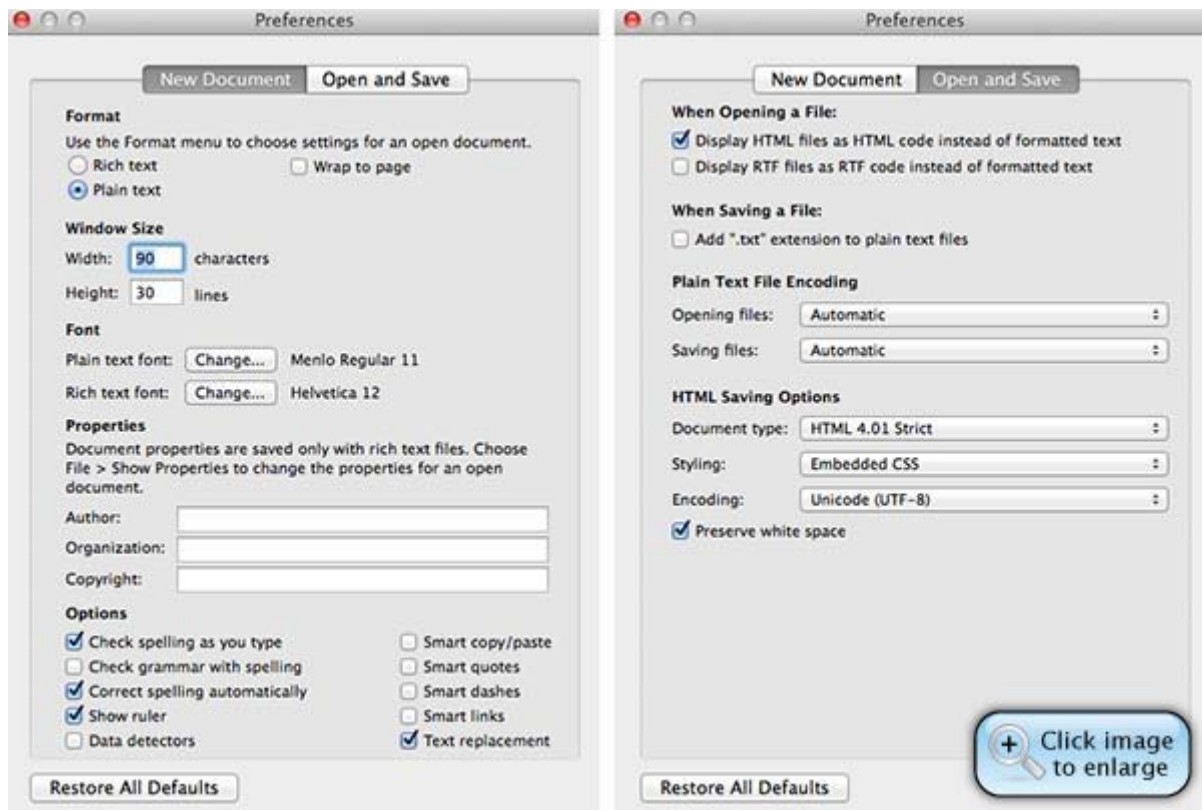 Preferences
New Document Open and Save
Format
Use the Format menu to choose settings for an open document.
Rich text Wrap to page
Plain text
Window Size
Width: 90 characters
Height: 30 lines
Font
Plain text font: Change... Menlo Regular 11
Rich text font: Change... Helvetica 12
Properties
Document properties are saved only with rich text files. Choose
File > Show Properties to change the properties for an open
document.
Author:
Organization:
Copyright:
Options
Check spelling as you type Smart copy/paste
Check grammar with spelling Smart quotes
Correct spelling automatically Smart dashes
Show ruler Smart links
Data detectors Text replacement
Restore All Defaults
Preferences
New Document Open and Save
When Opening a File:
Display HTML files as HTML code instead of formatted text
Display RTF files as RTF code instead of formatted text
When Saving a File:
Add ".txt" extension to plain text files
Plain Text File Encoding
Opening files: Automatic
Saving files: Automatic
HTML Saving Options
Document type: HTML 4.01 Strict
Styling: Embedded CSS
Encoding: Unicode (UTF-8)
Preserve white space
Restore All Defaults
Click image
to enlarge